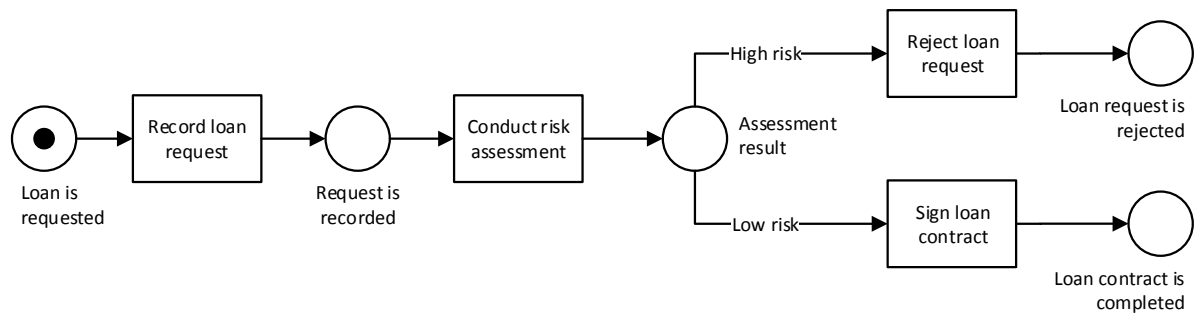 Loan is
requested
Record loan
request
Request is
recorded
Conduct risk
assessment
Assessment
result
High risk
Reject loan
request
Loan request is
rejected
Low risk
Sign loan
contract
Loan contract is
completed